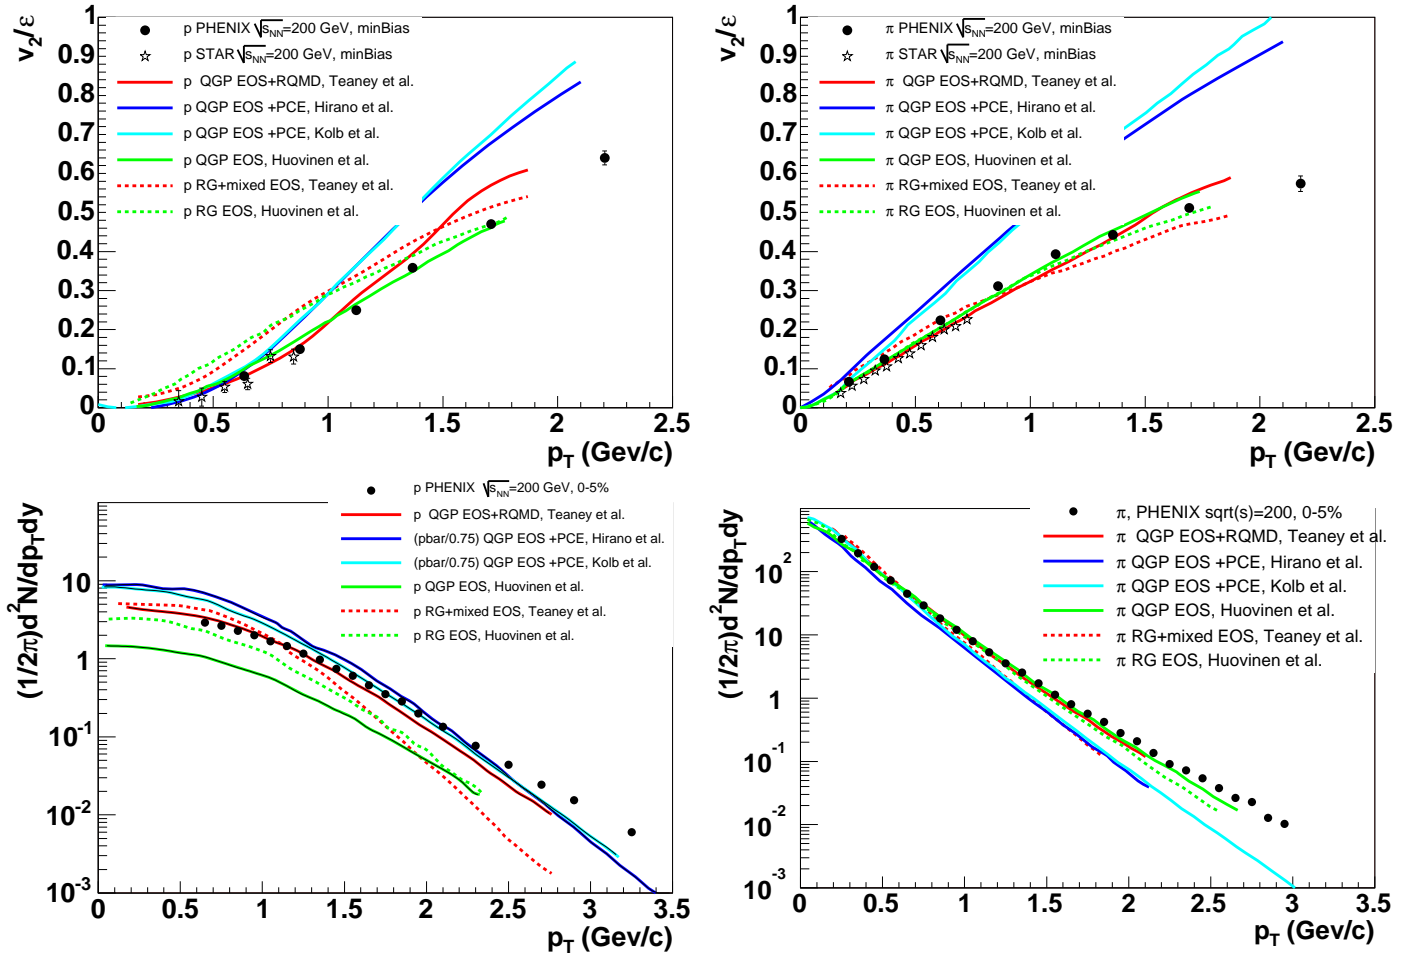 v2/ε
1
0.9
0.8
0.7
0.6
0.5
0.4
0.3
0.2
0.1
0
p PHENIX √sNN=200 GeV, minBias
p STAR √sNN=200 GeV, minBias
p QGP EOS+RQMD, Teaney et al.
p QGP EOS +PCE, Hirano et al.
p QGP EOS +PCE, Kolb et al.
p QGP EOS, Huovinen et al.
p RG+mixed EOS, Teaney et al.
p RG EOS, Huovinen et al.
0 0.5 1 1.5 2 2.5
pT (Gev/c)
v2/ε
1
0.9
0.8
0.7
0.6
0.5
0.4
0.3
0.2
0.1
0
π PHENIX √sNN=200 GeV, minBias
π STAR √sNN=200 GeV, minBias
π QGP EOS+RQMD, Teaney et al.
π QGP EOS +PCE, Hirano et al.
π QGP EOS +PCE, Kolb et al.
π QGP EOS, Huovinen et al.
π RG+mixed EOS, Teaney et al.
π RG EOS, Huovinen et al.
0 0.5 1 1.5 2 2.5
pT (Gev/c)
(1/2π)d²N/dpTdy
10
1
10⁻¹
10⁻²
10⁻³
p PHENIX √sNN=200 GeV, 0-5%
p QGP EOS+RQMD, Teaney et al.
(pbar/0.75) QGP EOS +PCE, Hirano et al.
(pbar/0.75) QGP EOS +PCE, Kolb et al.
p QGP EOS, Huovinen et al.
p RG+mixed EOS, Teaney et al.
p RG EOS, Huovinen et al.
0 0.5 1 1.5 2 2.5 3 3.5
pT (Gev/c)
(1/2π)d²N/dpTdy
10²
10
1
10⁻¹
10⁻²
10⁻³
π, PHENIX sqrt(s)=200, 0-5%
π QGP EOS+RQMD, Teaney et al.
π QGP EOS +PCE, Hirano et al.
π QGP EOS +PCE, Kolb et al.
π QGP EOS, Huovinen et al.
π RG+mixed EOS, Teaney et al.
π RG EOS, Huovinen et al.
0 0.5 1 1.5 2 2.5 3 3.5
pT (Gev/c)